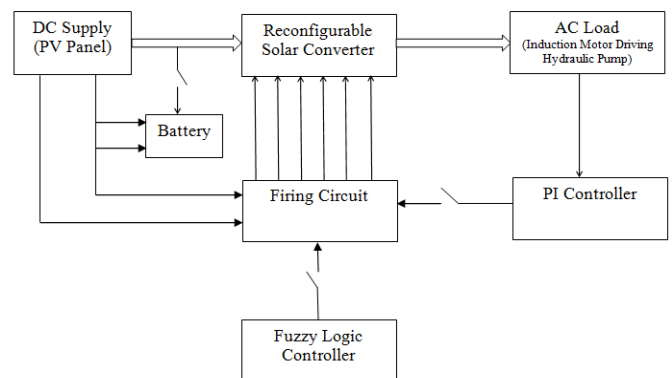 DC Supply
(PV Panel)
Reconfigurable
Solar Converter
AC Load
(Induction Motor Driving
Hydraulic Pump)
Battery
Firing Circuit
PI Controller
Fuzzy Logic
Controller